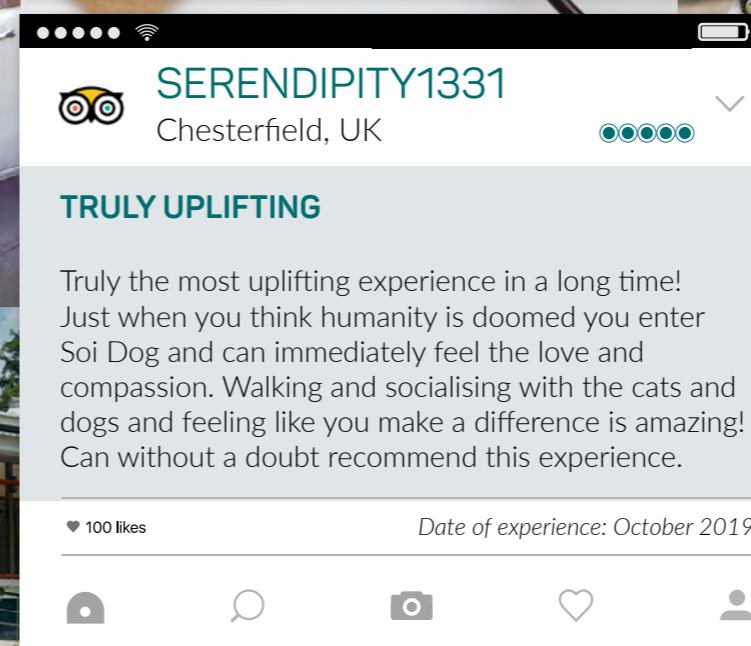 SERENDIPITY1331
Chesterfield, UK
TRULY UPLIFTING
Truly the most uplifting experience in a long time!
Just when you think humanity is doomed you enter
Soi Dog and can immediately feel the love and
compassion. Walking and socialising with the cats and
dogs and feeling like you make a difference is amazing!
Can without a doubt recommend this experience.
100 likes
Date of experience: October 2019